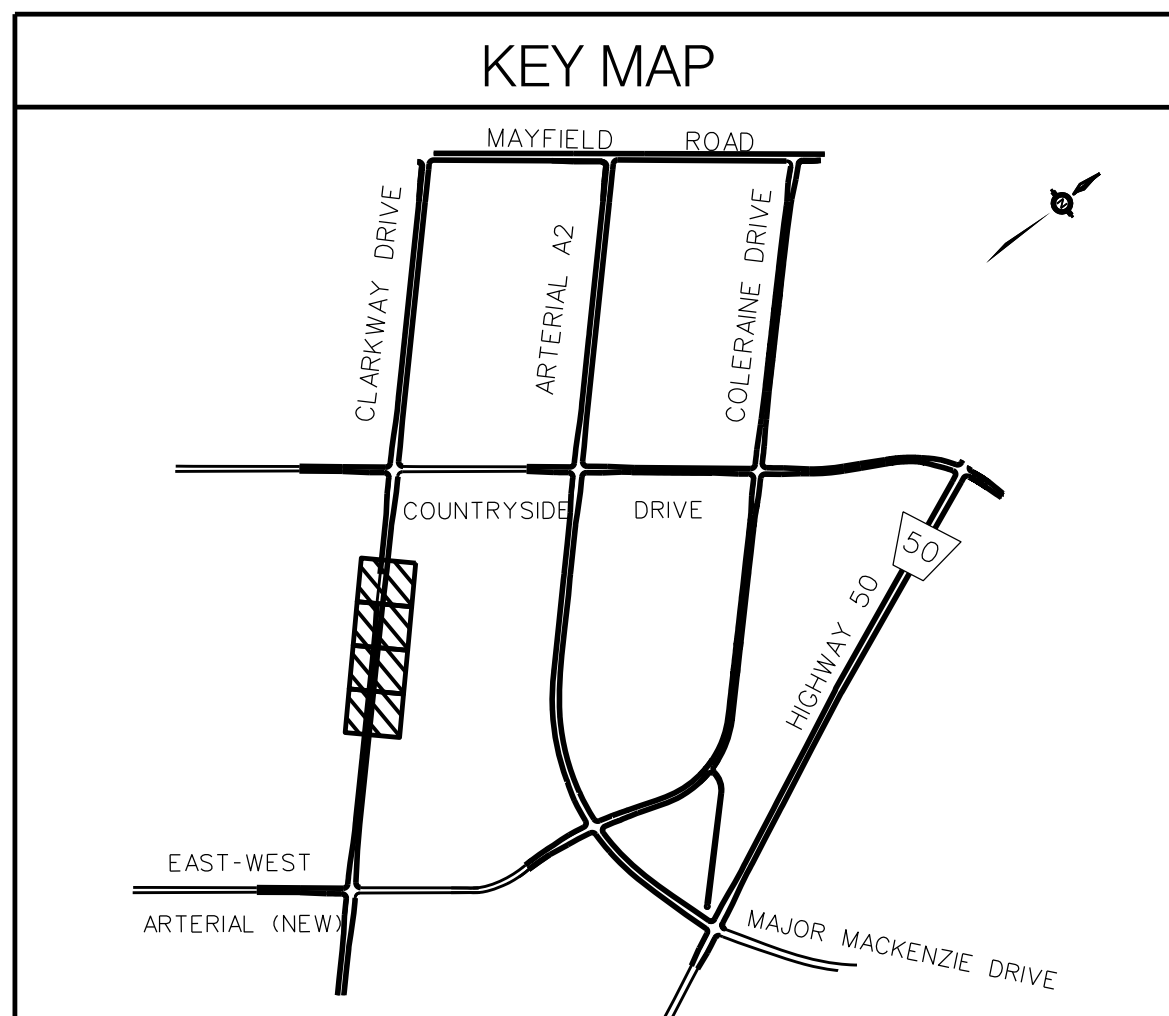 KEY MAP
MAYFIELD ROAD
N
CLARKWAY DRIVE
ARTERIAL A2
COLERAINE DRIVE
COUNTRYSIDE DRIVE
50
HIGHWAY 50
EAST-WEST
ARTERIAL (NEW)
MAJOR MACKENZIE DRIVE